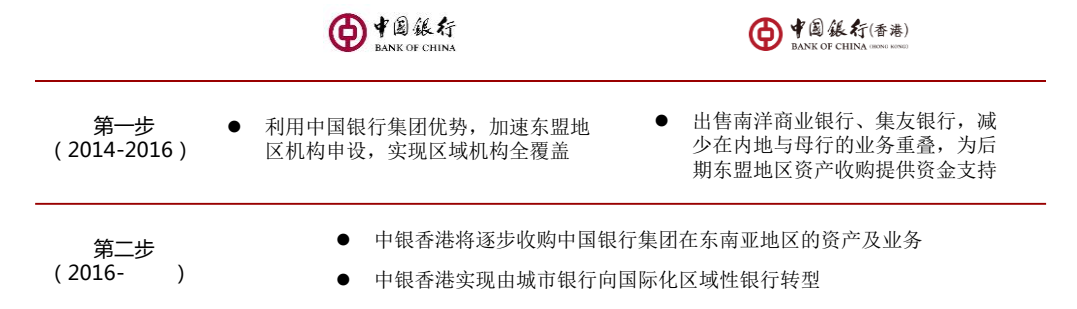 中国銀行
BANK OF CHINA
中国銀行(香港)
BANK OF CHINA (HONG KONG)
第一步
（2014-2016）
● 利用中国银行集团优势，加速东盟地
区机构申设，实现区域机构全覆盖
● 出售南洋商业银行、集友银行，减
少在内地与母行的业务重叠，为后
期东盟地区资产收购提供资金支持
第二步
（2016- ）
● 中银香港将逐步收购中国银行集团在东南亚地区的资产及业务
● 中银香港实现由城市银行向国际化区域性银行转型